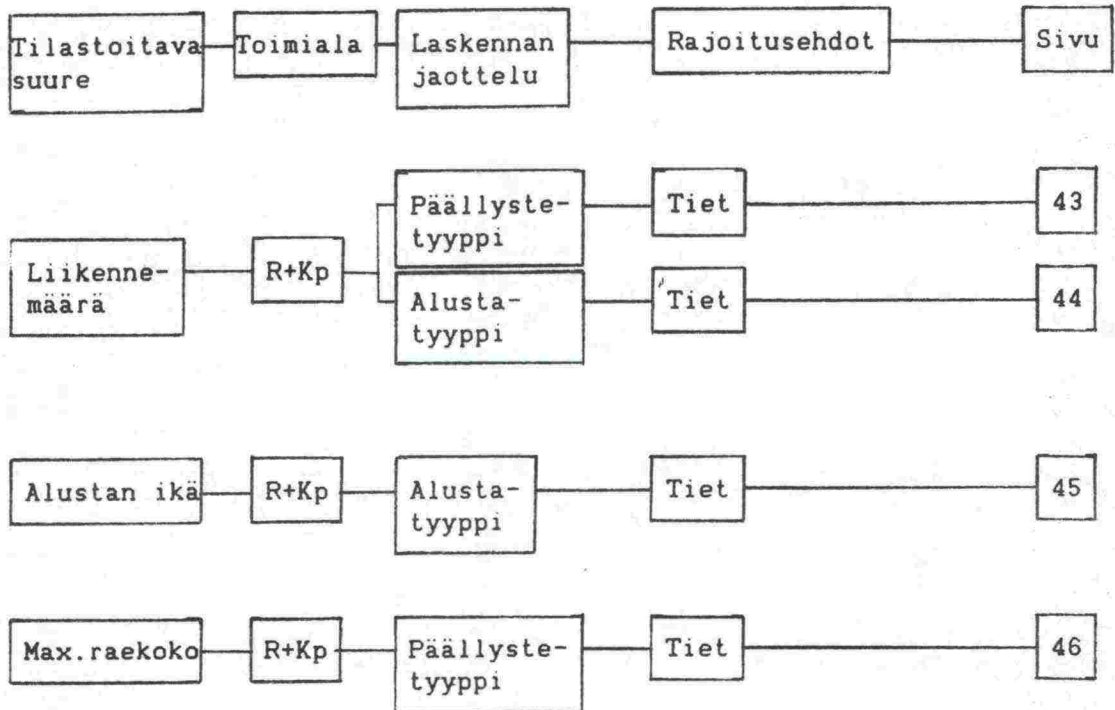 Tilastoitava suure
Toimiala
Laskennan jaottelu
Rajoitusehdot
Sivu
Liikenne-
määrä
R+Kp
Päällyste-
tyyppi
Tiet
43
Alusta-
tyyppi
Tiet
44
Alustan ikä
R+Kp
Alusta-
tyyppi
Tiet
45
Max.raekoko
R+Kp
Päällyste-
tyyppi
Tiet
46